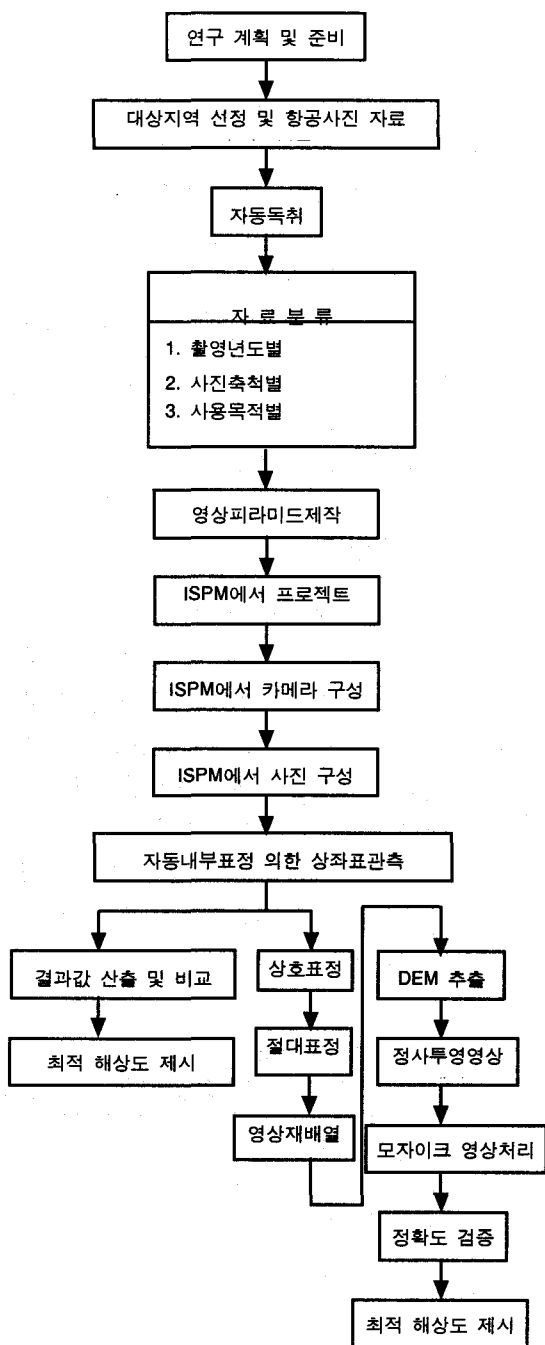 연구 계획 및 준비
대상지역 선정 및 항공사진 자료
자동독취
자 료 분 류
1. 촬영년도별
2. 사진축척별
3. 사용목적별
영상피라미드제작
ISPM에서 프로젝트
ISPM에서 카메라 구성
ISPM에서 사진 구성
자동내부표정 의한 상좌표관측
결과값 산출 및 비교
최적 해상도 제시
상호표정
절대표정
영상재배열
DEM 추출
정사투영영상
모자이크 영상처리
정확도 검증
최적 해상도 제시